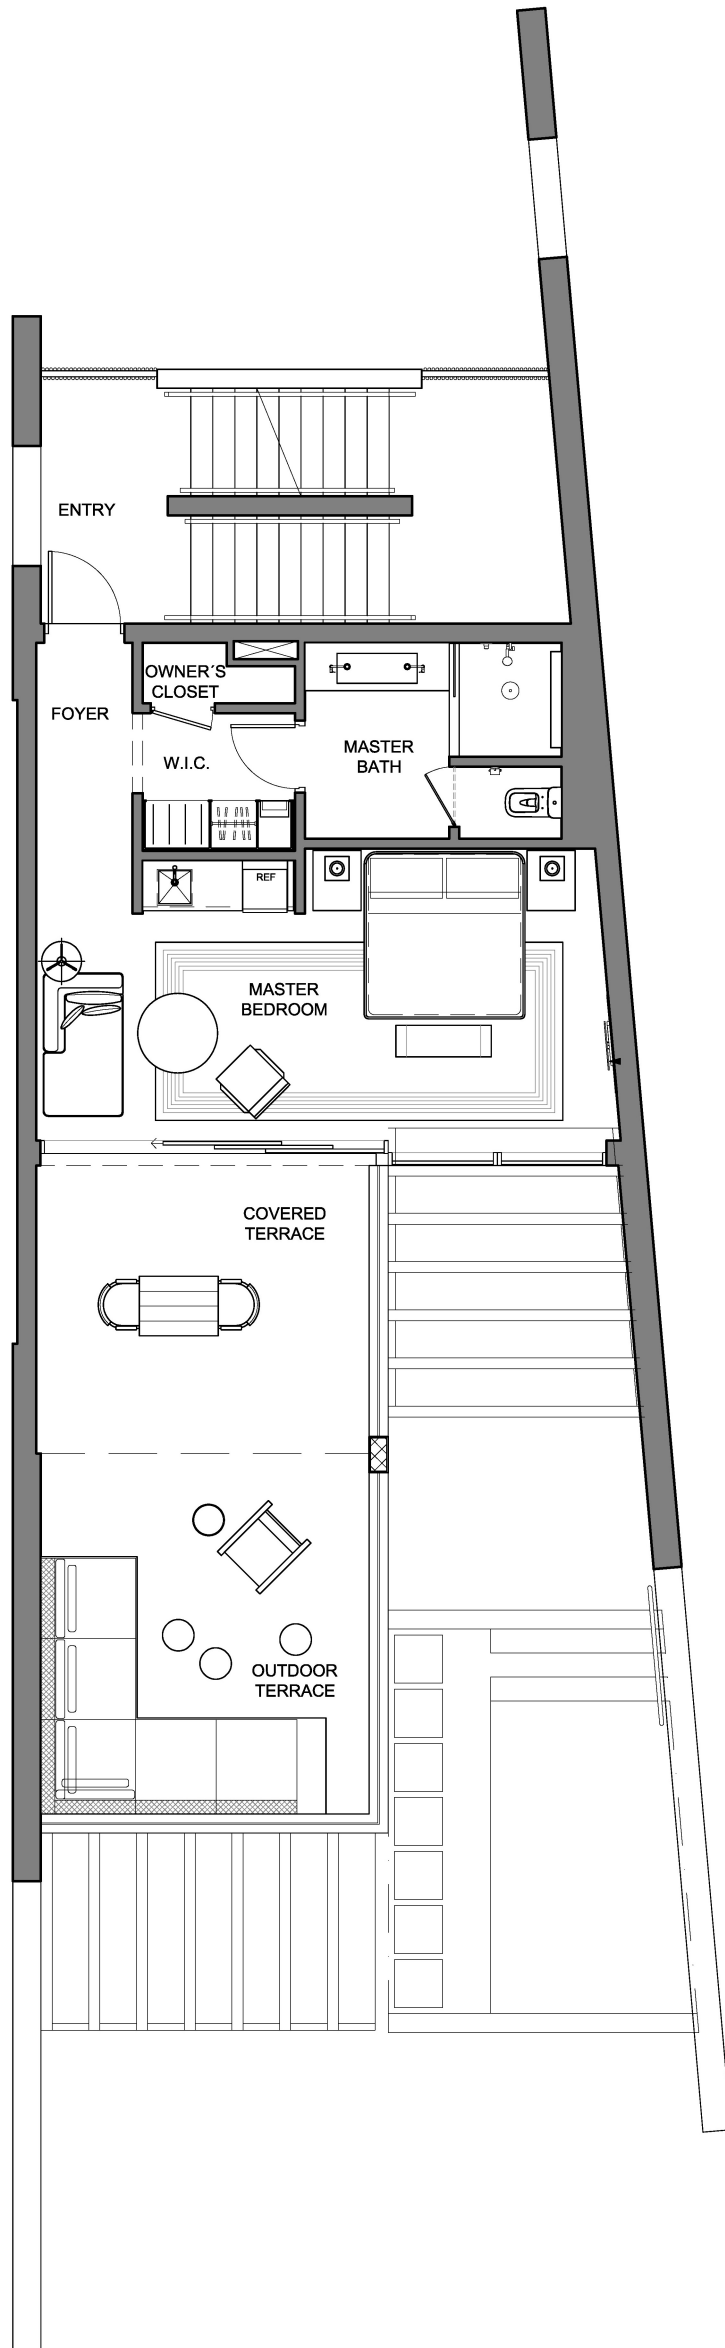 ENTRY
OWNER´S
CLOSET
FOYER
W.I.C.
MASTER
BATH
REF
MASTER
BEDROOM
COVERED
TERRACE
OUTDOOR
TERRACE